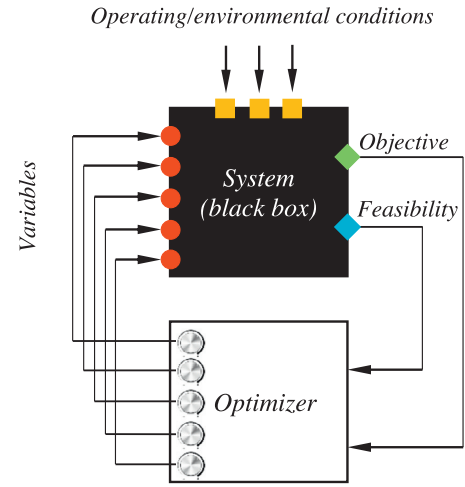 Operating/environmental conditions
Objective
System
(black box)
Feasibility
Variables
Optimizer